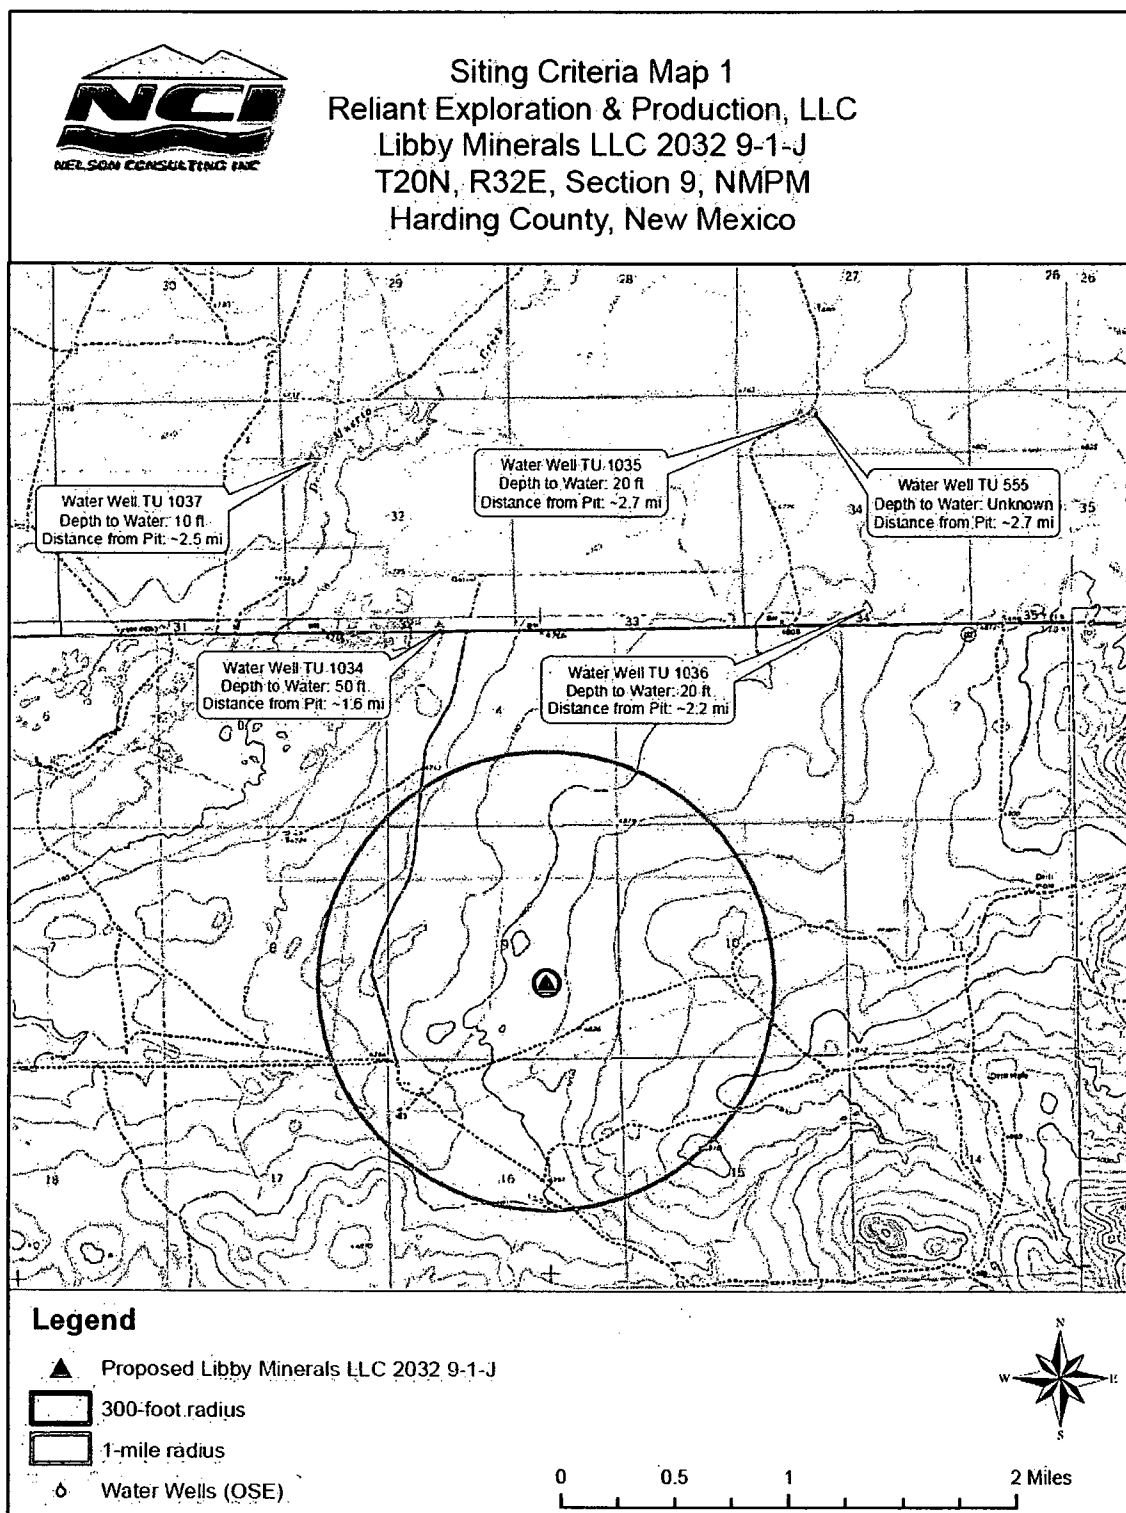 NCI
NELSON CONSULTING INC
Siting Criteria Map 1
Reliant Exploration & Production, LLC
Libby Minerals LLC 2032 9-1-J
T20N, R32E, Section 9, NMPM
Harding County, New Mexico
30
29
28
27
26
26
Creek
Muerto
Water Well TU 1037
Depth to Water: 10 ft
Distance from Pit: ~2.5 mi
Water Well TU 1035
Depth to Water: 20 ft
Distance from Pit: ~2.7 mi
Water Well TU 555
Depth to Water: Unknown
Distance from Pit: ~2.7 mi
32
34
35
31
33
34
35
Water Well TU 1034
Depth to Water: 50 ft
Distance from Pit: ~1.6 mi
Water Well TU 1036
Depth to Water: 20 ft
Distance from Pit: ~2.2 mi
6
4
2
7
8
9
10
11
Drill Hole
18
17
16
15
14
Legend
Proposed Libby Minerals LLC 2032 9-1-J
300-foot radius
1-mile radius
Water Wells (OSE)
N
W
E
S
0 0.5 1 2 Miles